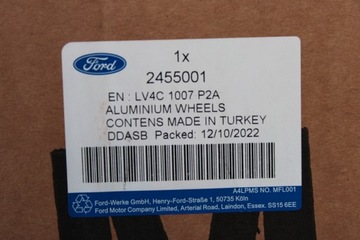 Ford
1x
2455001
EN : LV4C 1007 P2A
ALUMINIUM WHEELS
CONTENS MADE IN TURKEY
DDASB Packed: 12/10/2022
A4LPMS NO. MFL001
Ford-Werke GmbH, Henry-Ford-Straße 1, 50735 Köln
Ford Motor Company Limited, Arterial Road, Laindon, Essex. SS15 6EE